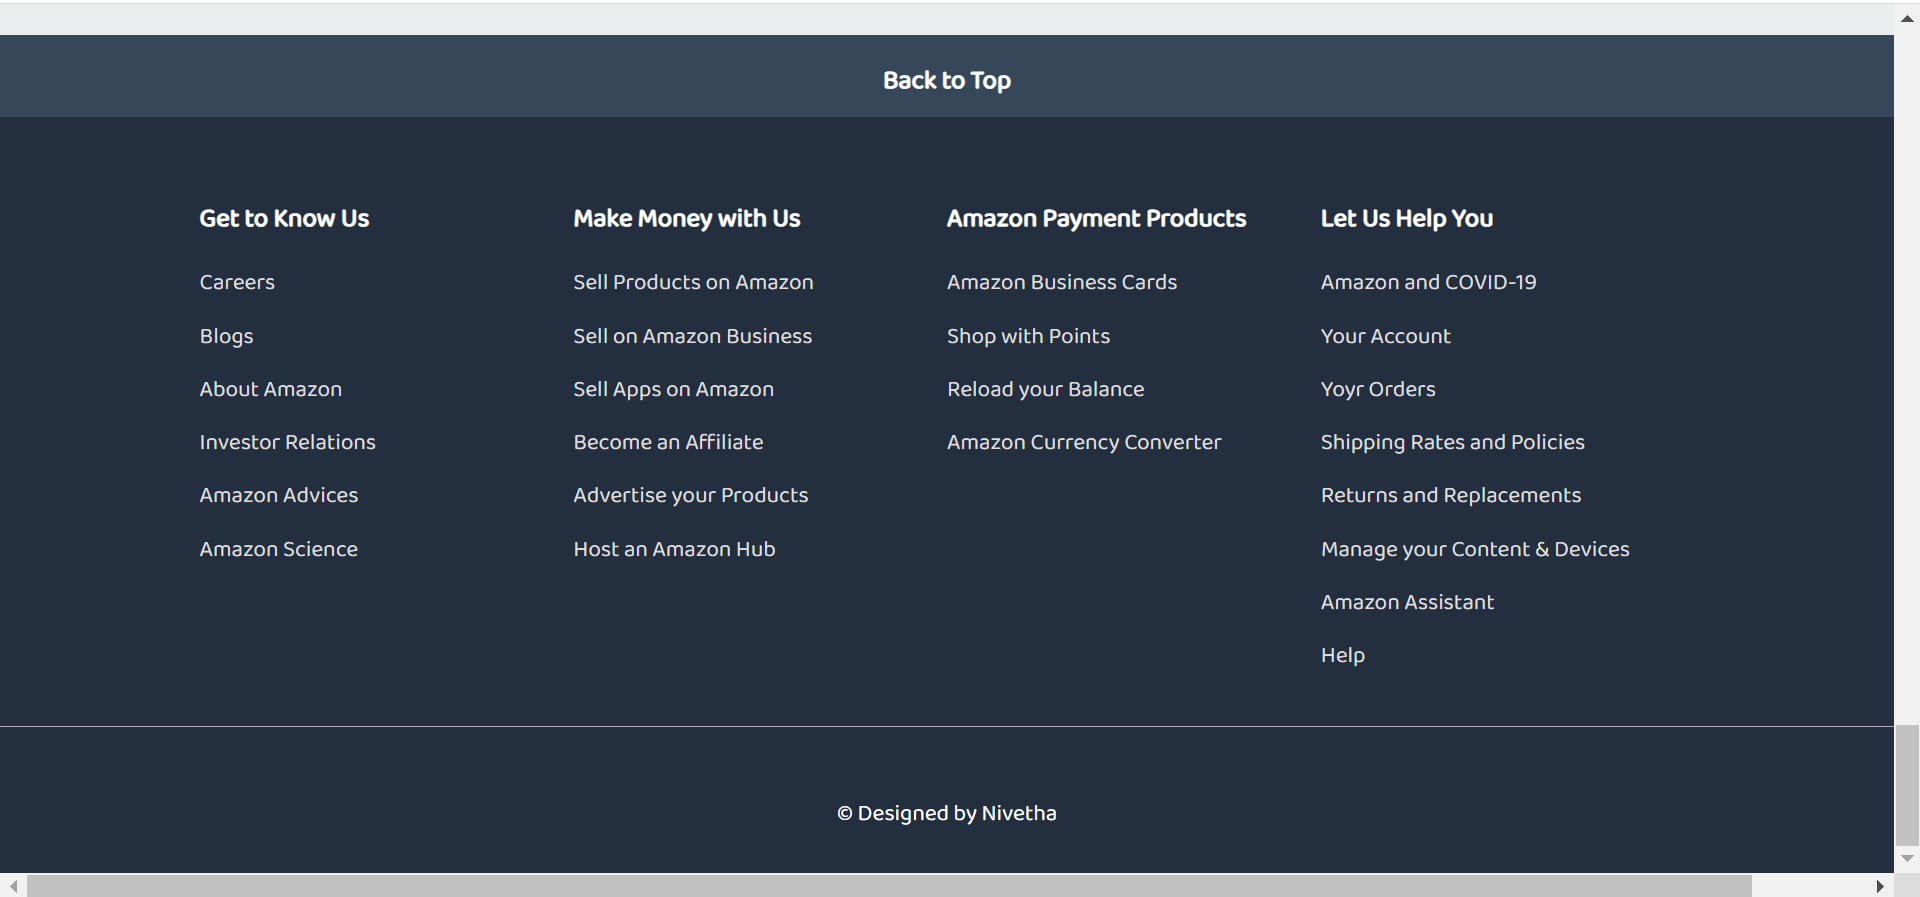 Back to Top
Get to Know Us
Careers
Blogs
About Amazon
Investor Relations
Amazon Advices
Amazon Science
Make Money with Us
Sell Products on Amazon
Sell on Amazon Business
Sell Apps on Amazon
Become an Affiliate
Advertise your Products
Host an Amazon Hub
Amazon Payment Products
Amazon Business Cards
Shop with Points
Reload your Balance
Amazon Currency Converter
Let Us Help You
Amazon and COVID-19
Your Account
Yoyr Orders
Shipping Rates and Policies
Returns and Replacements
Manage your Content & Devices
Amazon Assistant
Help
© Designed by Nivetha